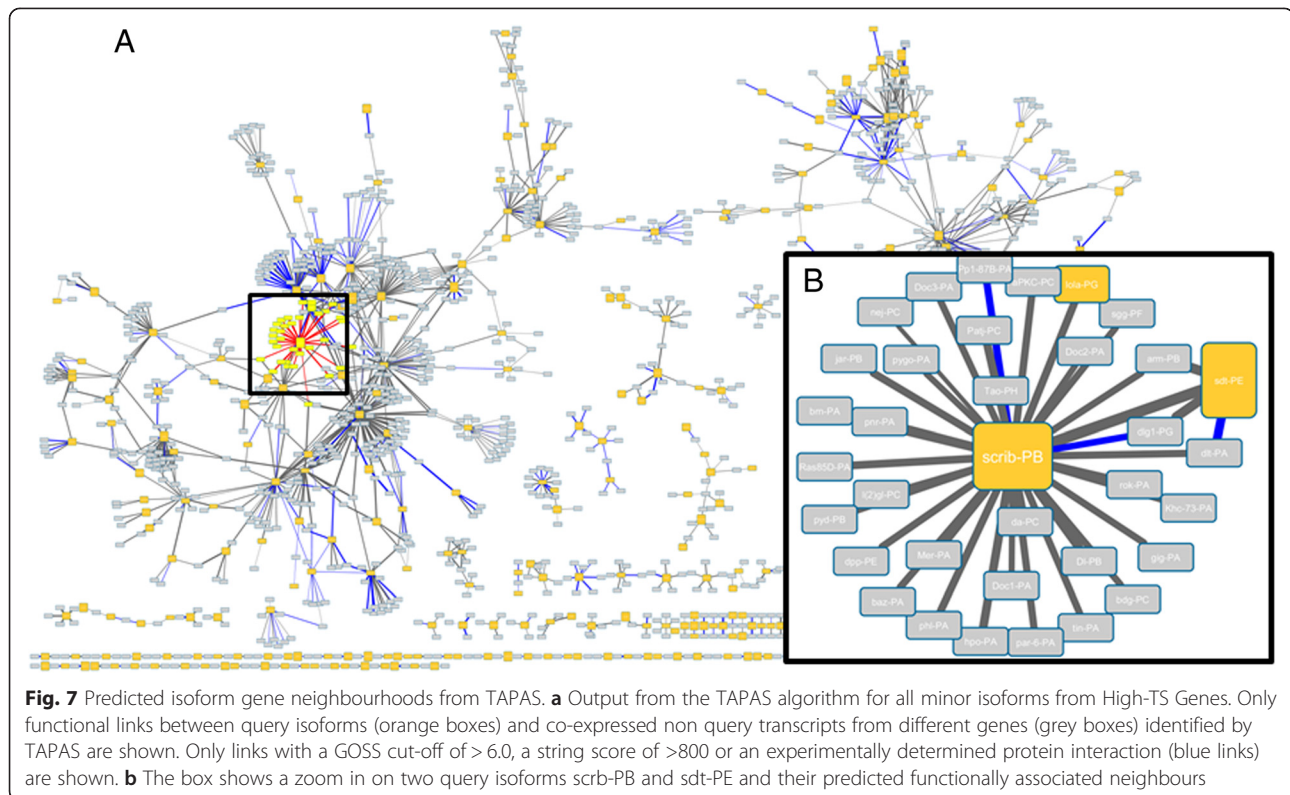 A
B
Pp1-87B-PA
aPKC-PC
Doc3-PA
lola-PG
nej-PC
Patj-PC
sgg-PF
jar-PB
pygo-PA
Doc2-PA
arm-PB
Tao-PH
sdt-PE
brn-PA
pnr-PA
dlg1-PG
scrib-PB
dlt-PA
Ras85D-PA
l(2)gl-PC
rok-PA
Khc-73-PA
pyd-PB
da-PC
dpp-PE
Mer-PA
Dl-PB
gig-PA
baz-PA
Doc1-PA
bdg-PC
phl-PA
hpo-PA
par-6-PA
tin-PA
Fig. 7 Predicted isoform gene neighbourhoods from TAPAS. a Output from the TAPAS algorithm for all minor isoforms from High-TS Genes. Only
functional links between query isoforms (orange boxes) and co-expressed non query transcripts from different genes (grey boxes) identified by
TAPAS are shown. Only links with a GOSS cut-off of > 6.0, a string score of >800 or an experimentally determined protein interaction (blue links)
are shown. b The box shows a zoom in on two query isoforms scrb-PB and sdt-PE and their predicted functionally associated neighbours